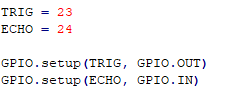 TRIG = 23
ECHO = 24
GPIO.setup(TRIG, GPIO.OUT)
GPIO.setup(ECHO, GPIO.IN)